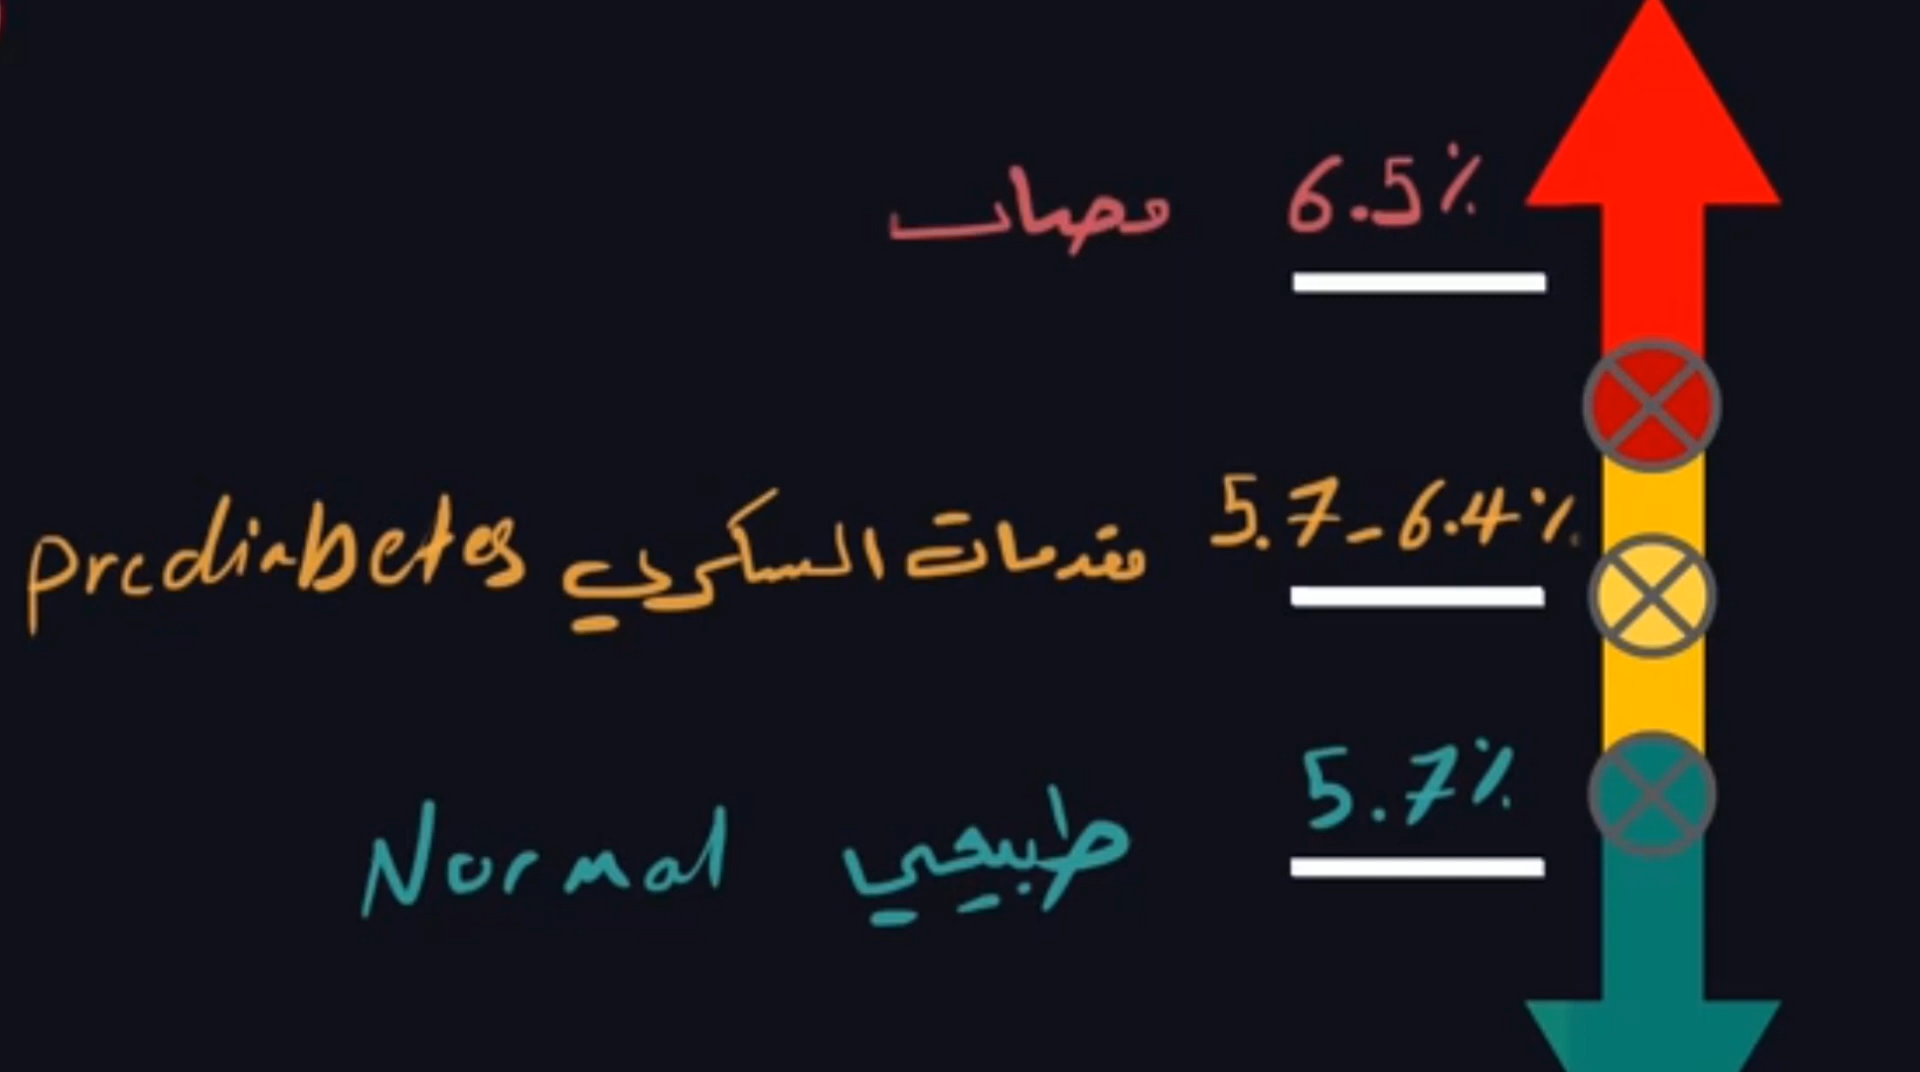 6.5% مصاب
5.7-6.4% مقدمات السكري prediabetes
5.7% طبيعي Normal